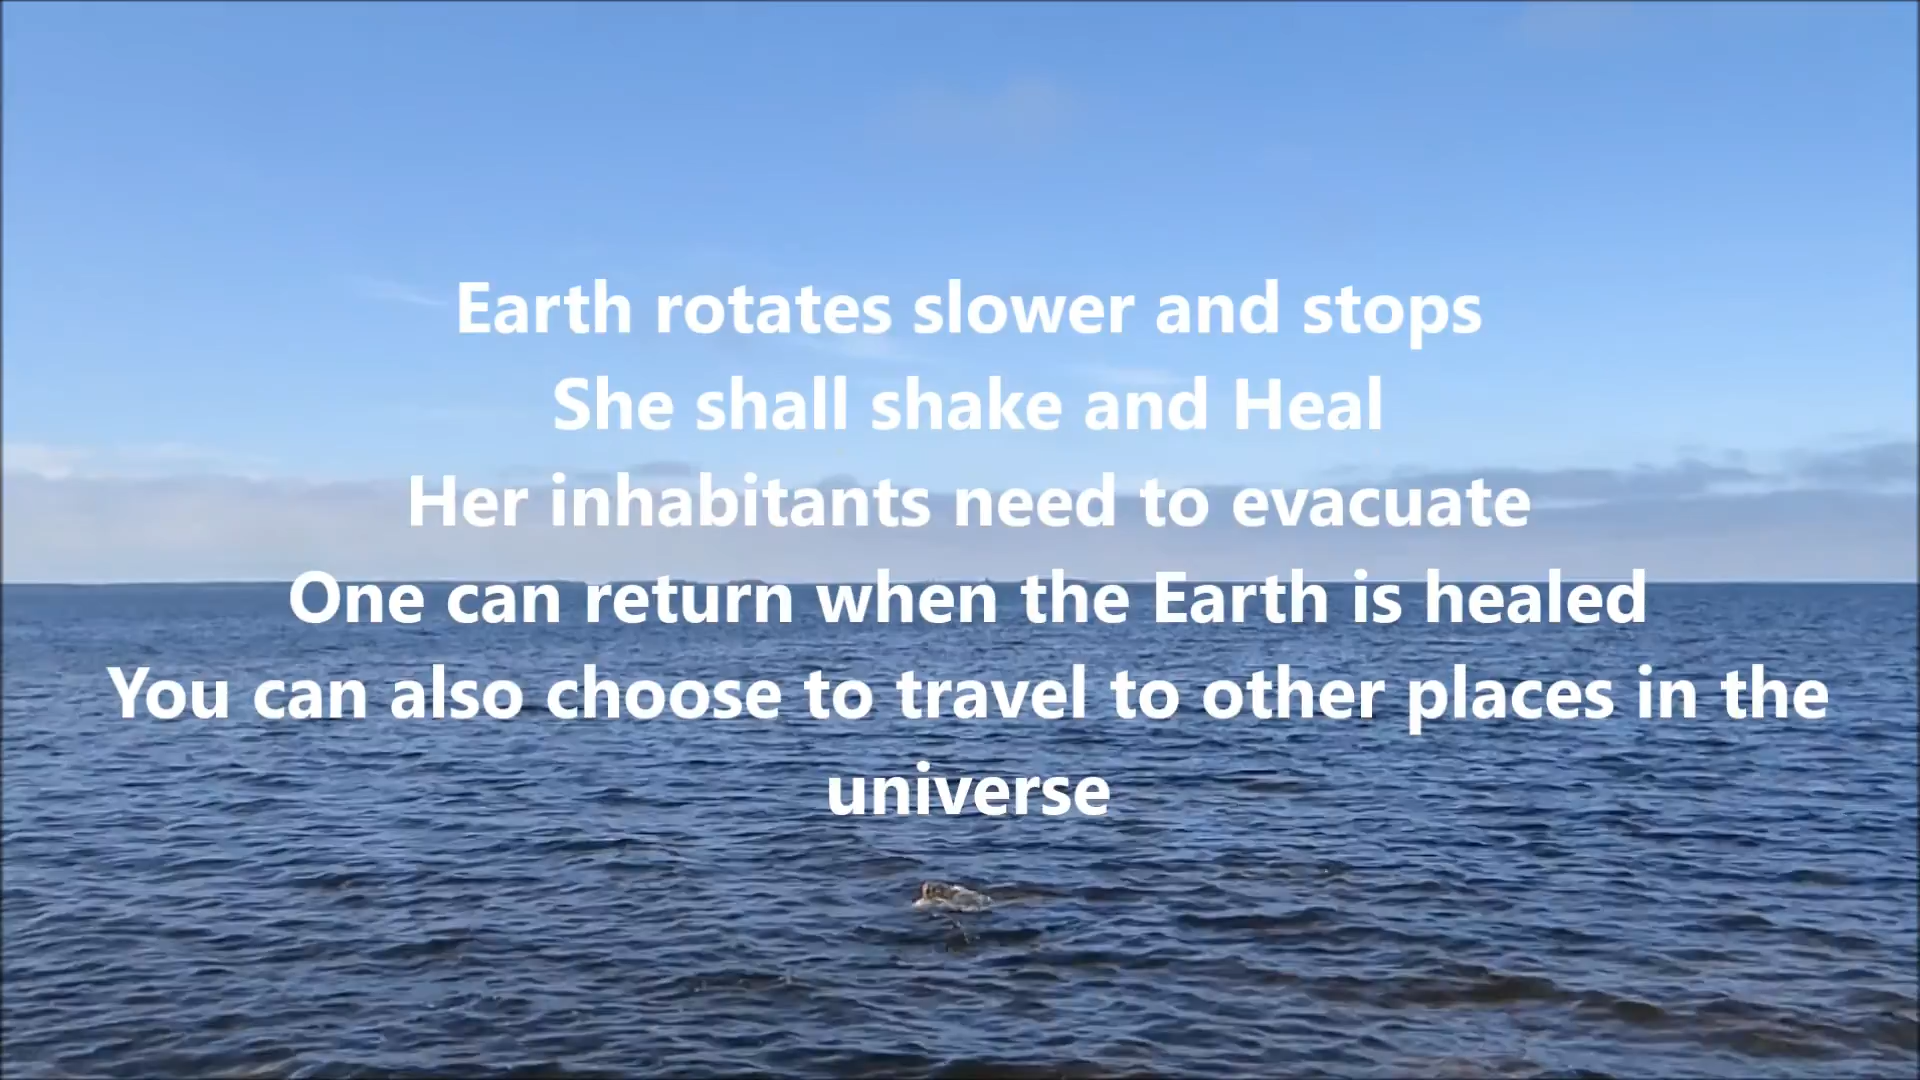 Earth rotates slower and stops
She shall shake and Heal
Her inhabitants need to evacuate
One can return when the Earth is healed
You can also choose to travel to other places in the
universe